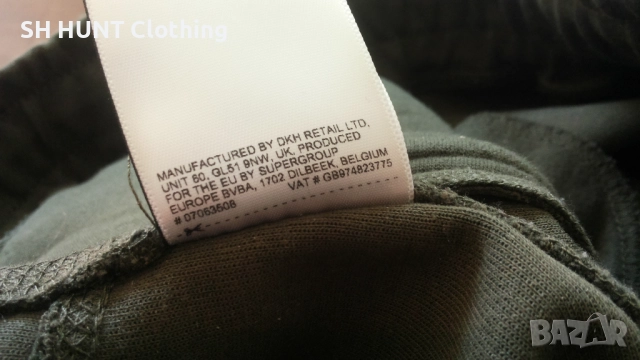 SH HUNT Clothing
MANUFACTURED BY DKH RETAIL LTD,
UNIT 60, GL51 9NW, UK. PRODUCED
FOR THE EU BY SUPERGROUP
EUROPE BVBA, 1702 DILBEEK, BELGIUM
# 07063508 VAT # GB974823775
BAZAR